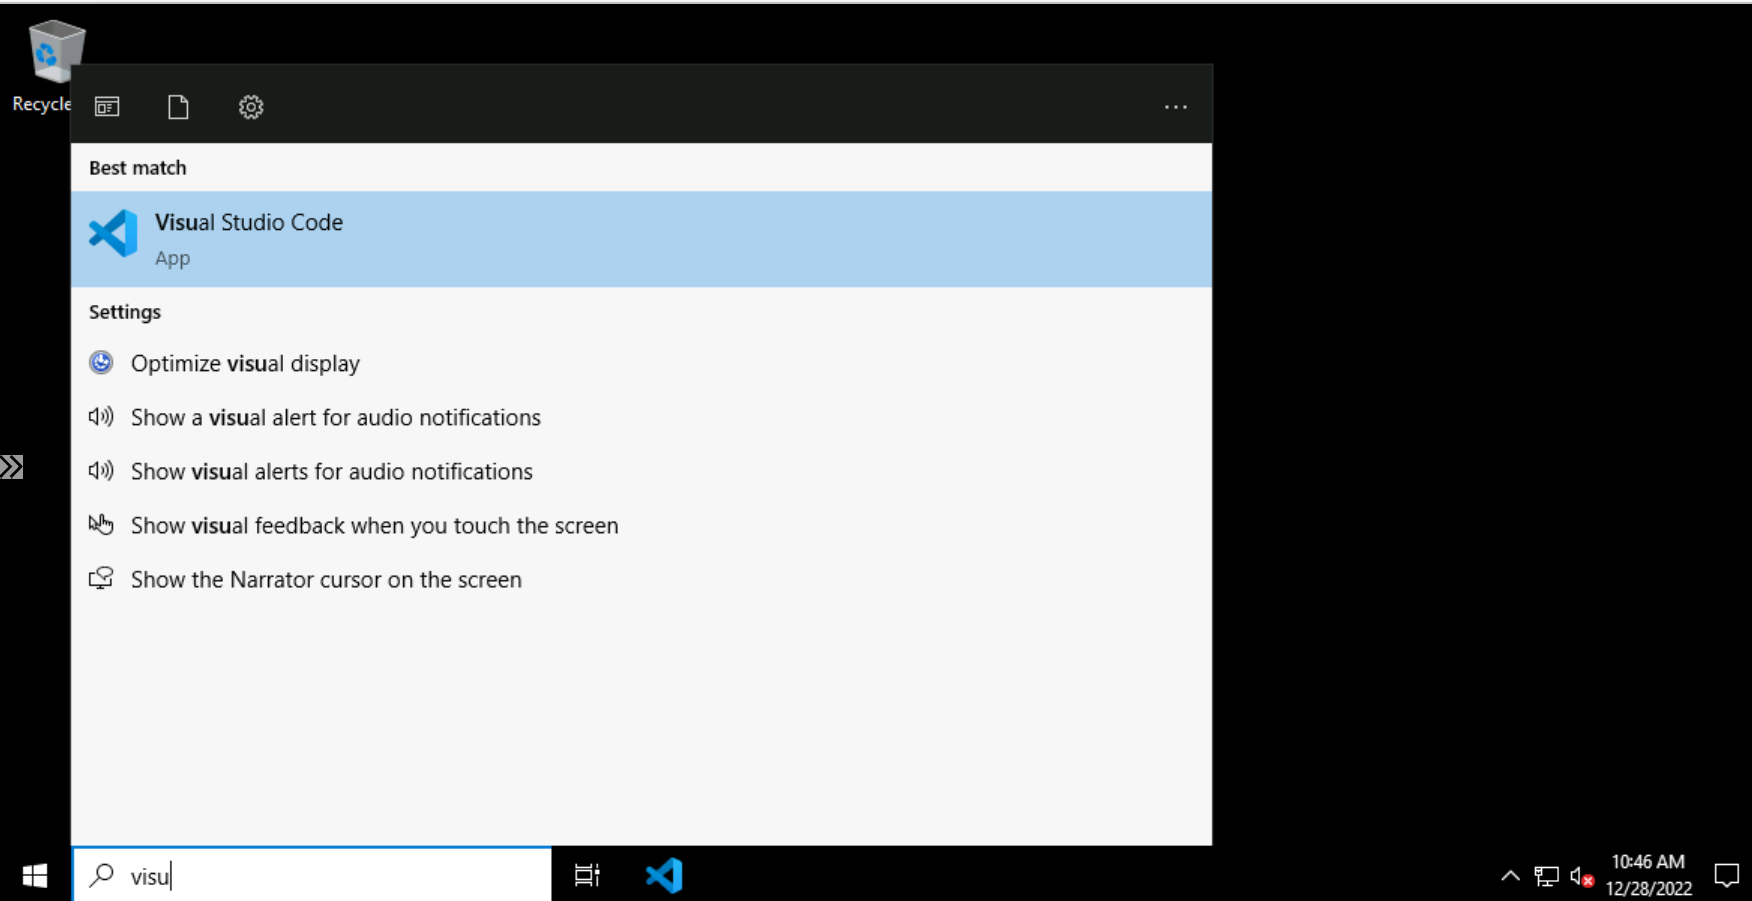 Recycle
Best match
Visual Studio Code
App
Settings
Optimize visual display
Show a visual alert for audio notifications
Show visual alerts for audio notifications
Show visual feedback when you touch the screen
Show the Narrator cursor on the screen
visu
10:46 AM
12/28/2022